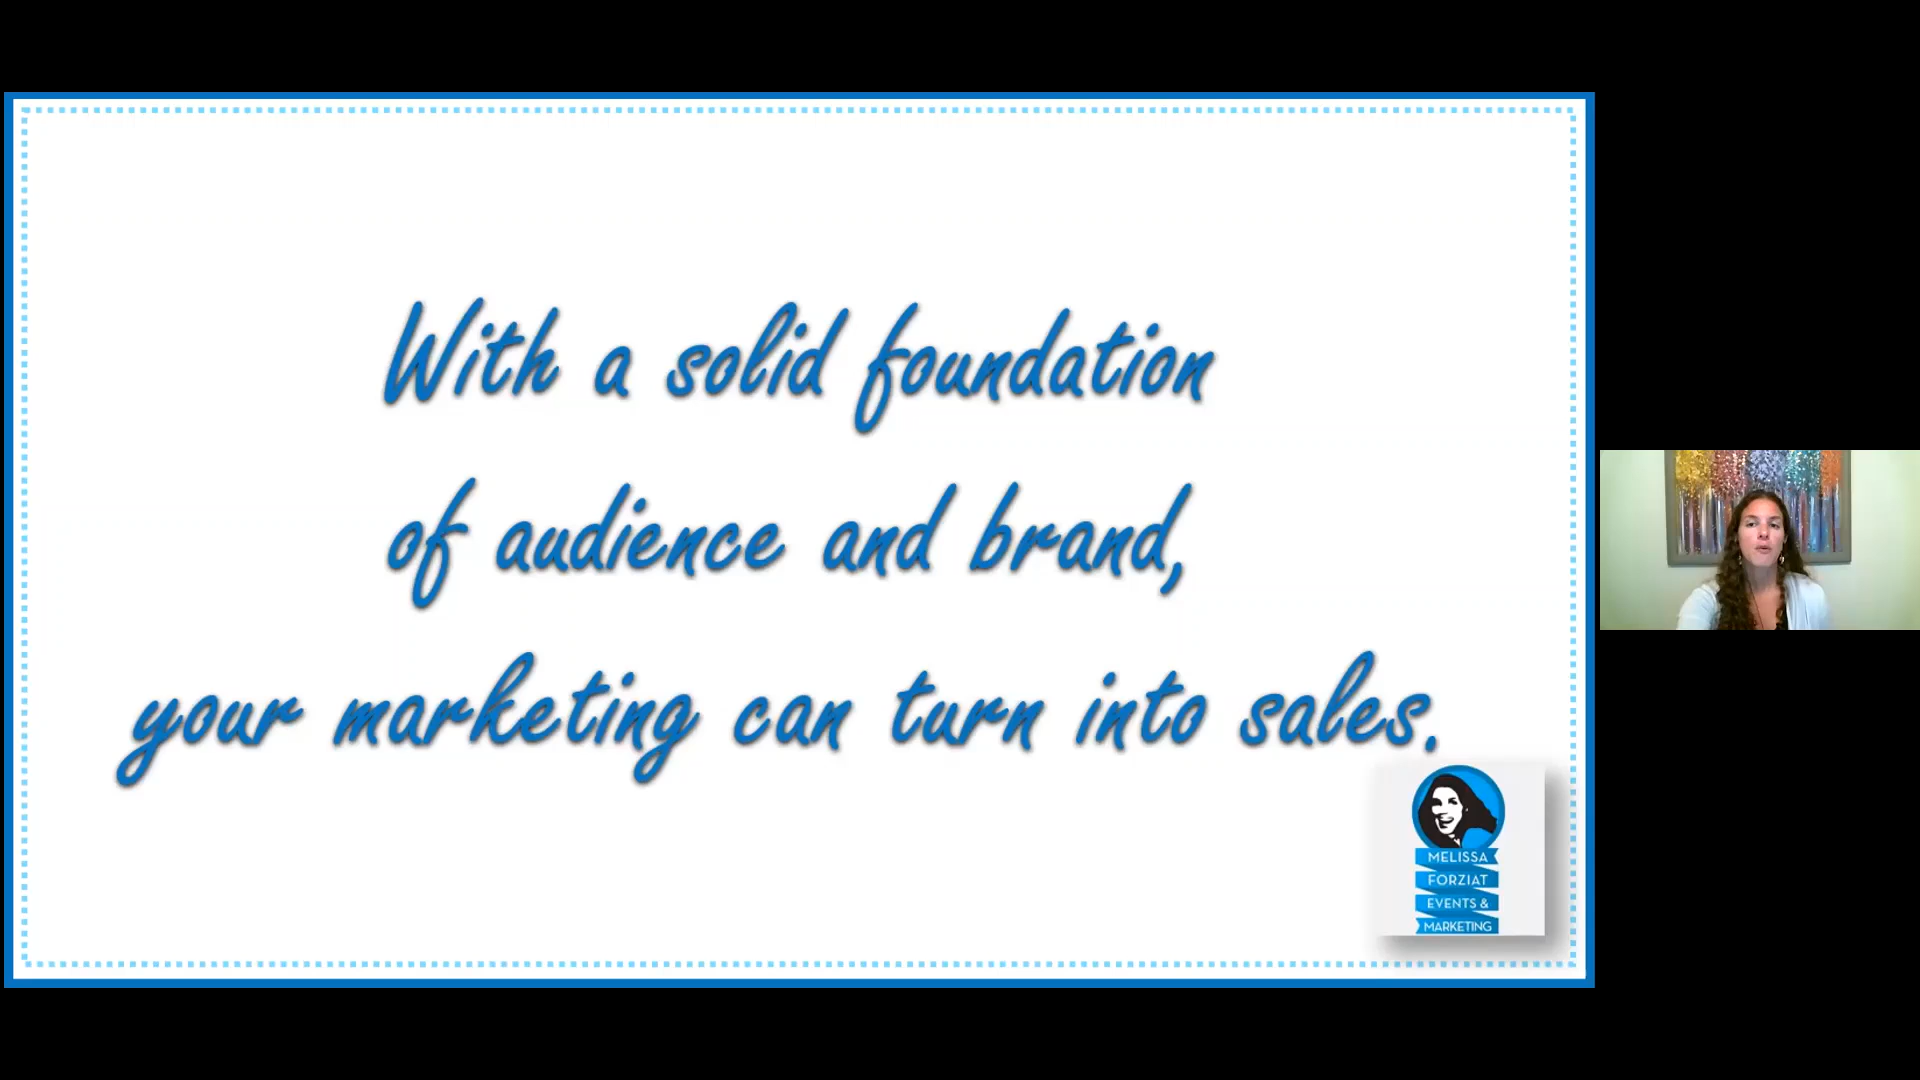 With a solid foundation
of audience and brand,
your marketing can turn into sales.
MELISSA
FORZIAT
EVENTS &
MARKETING